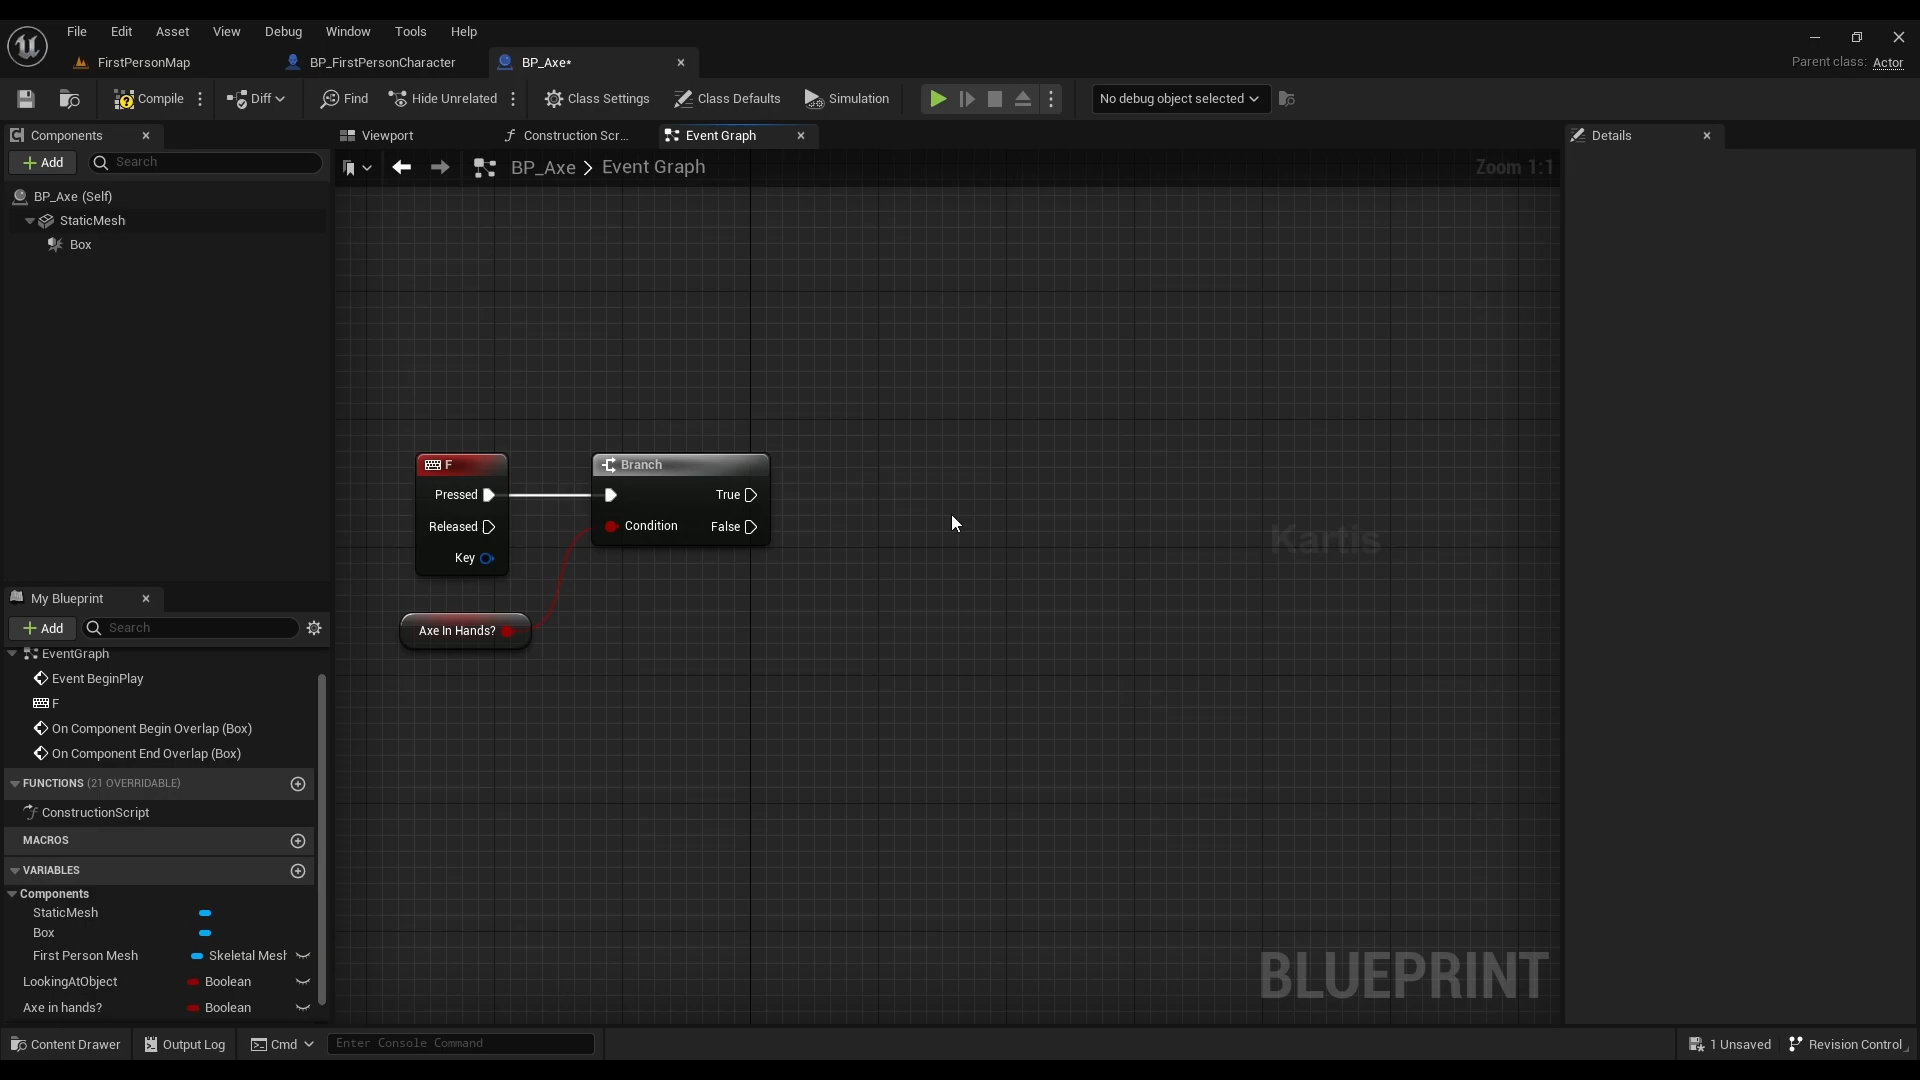 File Edit Asset View Debug Window Tools Help
FirstPersonMap BP_FirstPersonCharacter BP_Axe* Parent class: Actor
Compile Diff Find Hide Unrelated Class Settings Class Defaults Simulation No debug object selected
Components Viewport Construction Scr... Event Graph Details
Add Search BP_Axe Event Graph Zoom 1:1
BP_Axe (Self)
StaticMesh
Box
F
Pressed
Released
Key
Branch
True
Condition False
Axe In Hands?
Kartis
BLUEPRINT
My Blueprint
Add Search
EventGraph
Event BeginPlay
F
On Component Begin Overlap (Box)
On Component End Overlap (Box)
FUNCTIONS (21 OVERRIDABLE)
ConstructionScript
MACROS
VARIABLES
Components
StaticMesh
Box
First Person Mesh Skeletal Mesh
LookingAtObject Boolean
Axe in hands? Boolean
Content Drawer Output Log Cmd Enter Console Command 1 Unsaved Revision Control